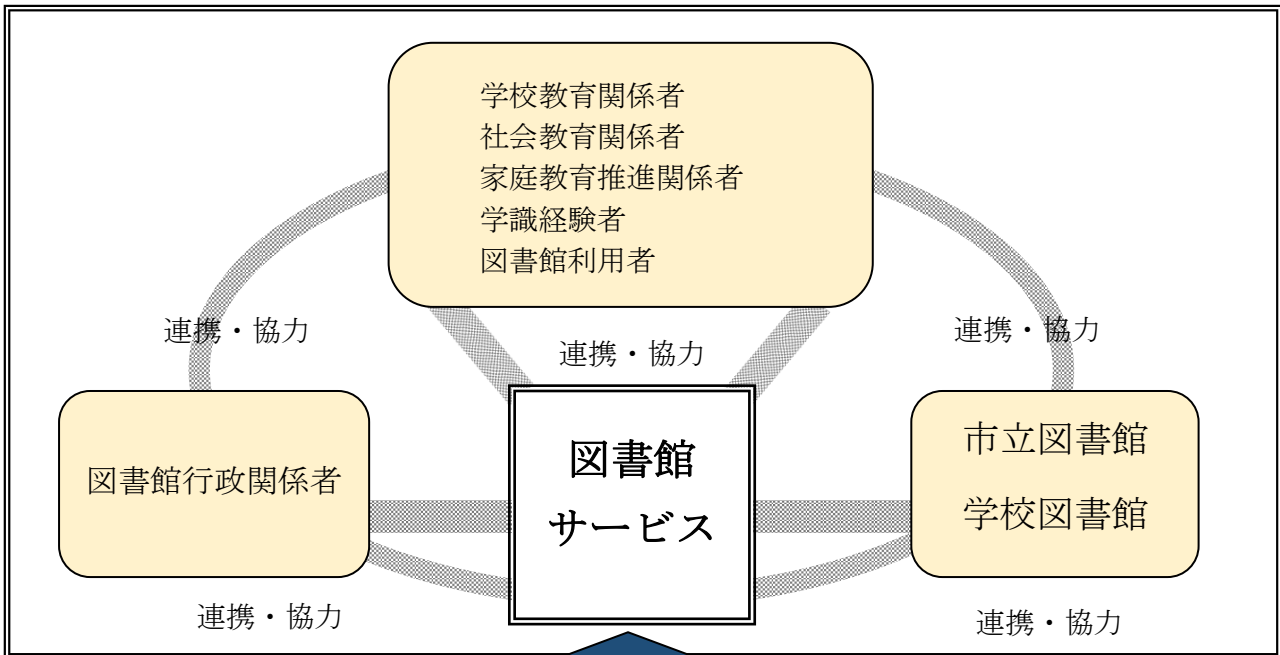 学校教育関係者
社会教育関係者
家庭教育推進関係者
学識経験者
図書館利用者
連携・協力
連携・協力
連携・協力
図書館行政関係者
図書館
サービス
市立図書館
学校図書館
連携・協力
連携・協力